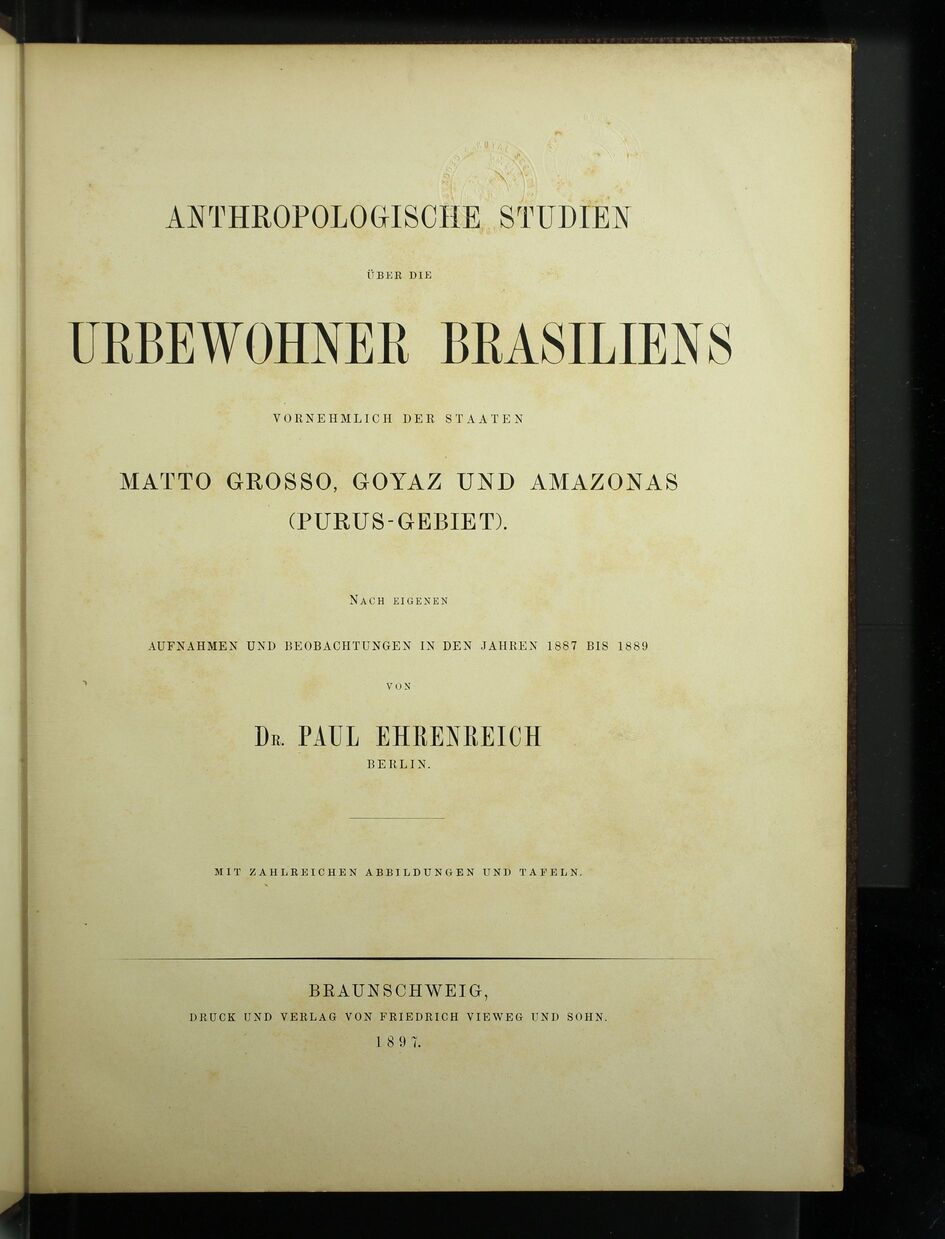 ANTHROPOLOGISCHE STUDIEN
ÜBER DIE
URBEWOHNER BRASILIENS
VORNEHMLICH DER STAATEN
MATTO GROSSO, GOYAZ UND AMAZONAS
(PURUS-GEBIET).
NACH EIGENEN
AUFNAHMEN UND BEOBACHTUNGEN IN DEN JAHREN 1887 BIS 1889
VON
DR. PAUL EHRENREICH
BERLIN.
MIT ZAHLREICHEN ABBILDUNGEN UND TAFELN.
BRAUNSCHWEIG,
DRUCK UND VERLAG VON FRIEDRICH VIEWEG UND SOHN.
1897.